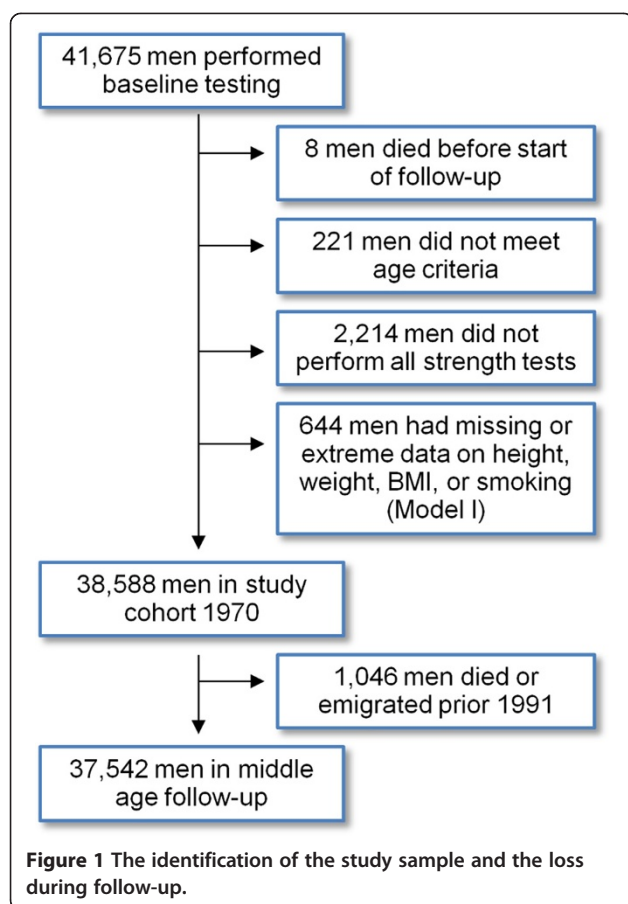 41,675 men performed
baseline testing
8 men died before start
of follow-up
221 men did not meet
age criteria
2,214 men did not
perform all strength tests
644 men had missing or
extreme data on height,
weight, BMI, or smoking
(Model I)
38,588 men in study
cohort 1970
1,046 men died or
emigrated prior 1991
37,542 men in middle
age follow-up
Figure 1 The identification of the study sample and the loss
during follow-up.